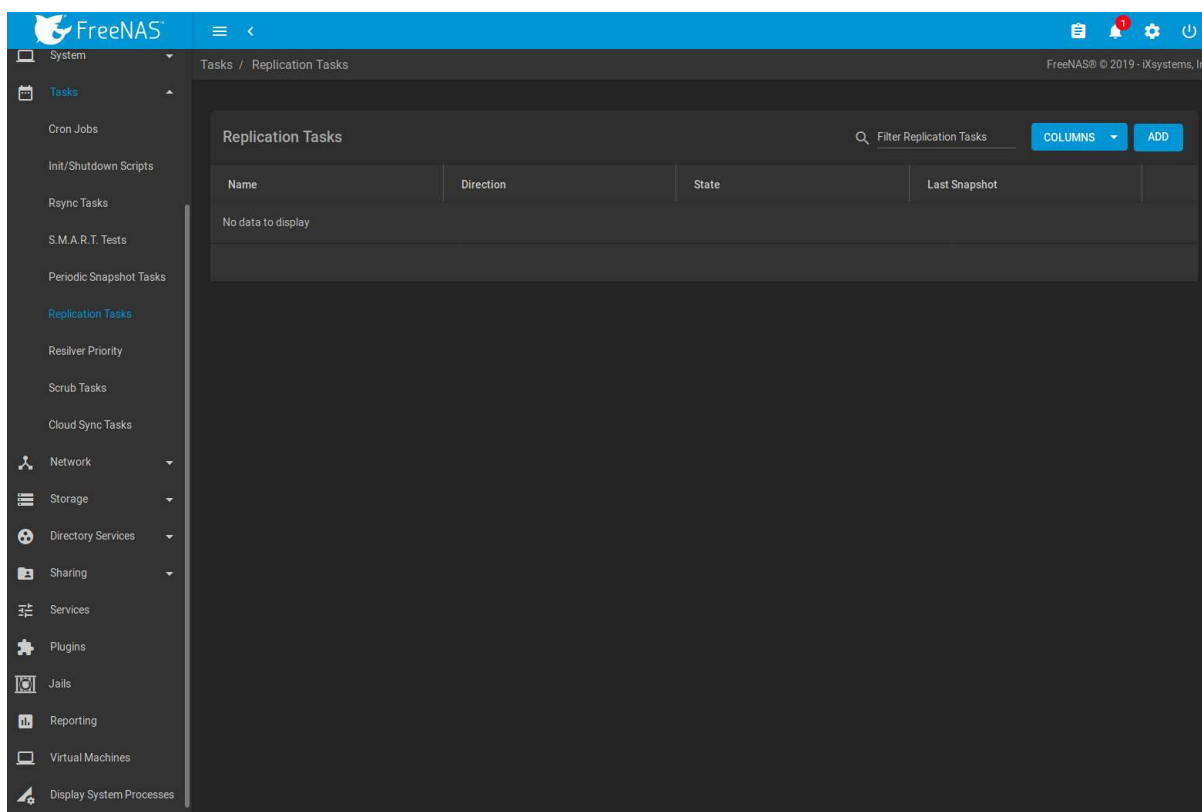 FreeNAS®
1
System
Tasks / Replication Tasks
FreeNAS® © 2019 - iXsystems, In
Tasks
Cron Jobs
Init/Shutdown Scripts
Rsync Tasks
S.M.A.R.T. Tests
Periodic Snapshot Tasks
Replication Tasks
Resilver Priority
Scrub Tasks
Cloud Sync Tasks
Network
Storage
Directory Services
Sharing
Services
Plugins
Jails
Reporting
Virtual Machines
Display System Processes
Replication Tasks
Filter Replication Tasks
COLUMNS
ADD
Name Direction State Last Snapshot
No data to display